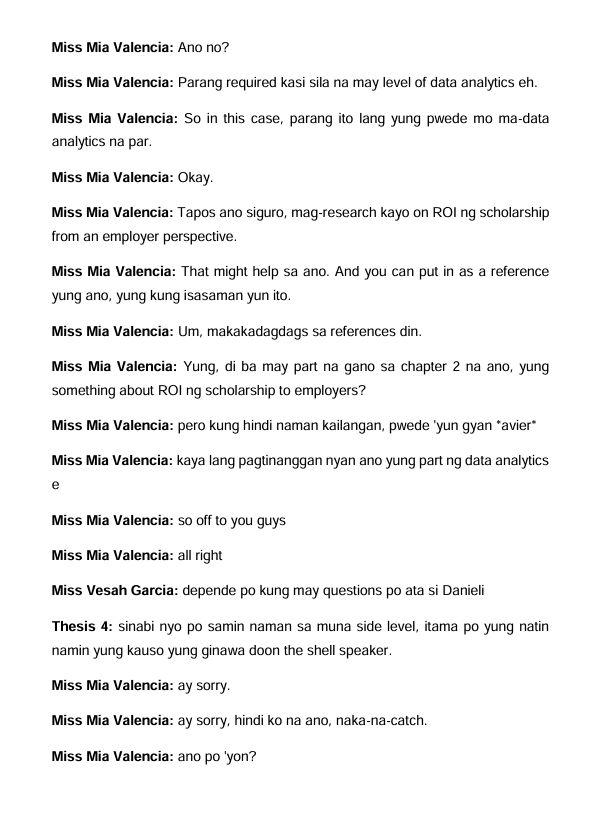 Miss Mia Valencia: Ano no?
Miss Mia Valencia: Parang required kasi sila na may level of data analytics eh.
Miss Mia Valencia: So in this case, parang ito lang yung pwede mo ma-data
analytics na par.
Miss Mia Valencia: Okay.
Miss Mia Valencia: Tapos ano siguro, mag-research kayo on ROI ng scholarship
from an employer perspective.
Miss Mia Valencia: That might help sa ano. And you can put in as a reference
yung ano, yung kung isasaman yun ito.
Miss Mia Valencia: Um, makakadagdags sa references din.
Miss Mia Valencia: Yung, di ba may part na gano sa chapter 2 na ano, yung
something about ROI ng scholarship to employers?
Miss Mia Valencia: pero kung hindi naman kailangan, pwede 'yun gyan *avier*
Miss Mia Valencia: kaya lang pagtinanggan nyan ano yung part ng data analytics
e
Miss Mia Valencia: so off to you guys
Miss Mia Valencia: all right
Miss Vesah Garcia: depende po kung may questions po ata si Danieli
Thesis 4: sinabi nyo po samin naman sa muna side level, itama po yung natin
namin yung kauso yung ginawa doon the shell speaker.
Miss Mia Valencia: ay sorry.
Miss Mia Valencia: ay sorry, hindi ko na ano, naka-na-catch.
Miss Mia Valencia: ano po 'yon?